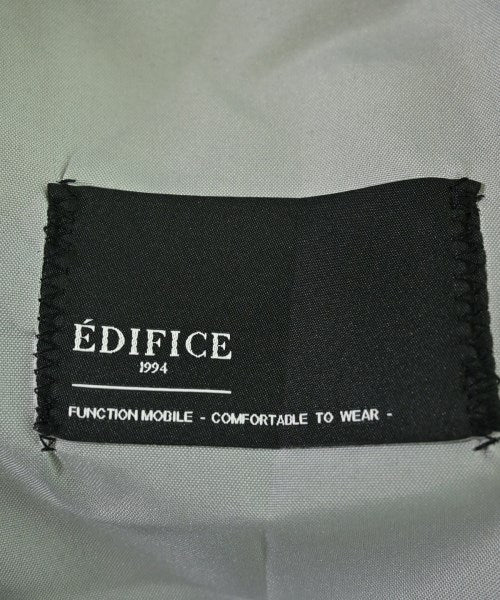 ÉDIFICE
1994
FUNCTION MOBILE - COMFORTABLE TO WEAR -